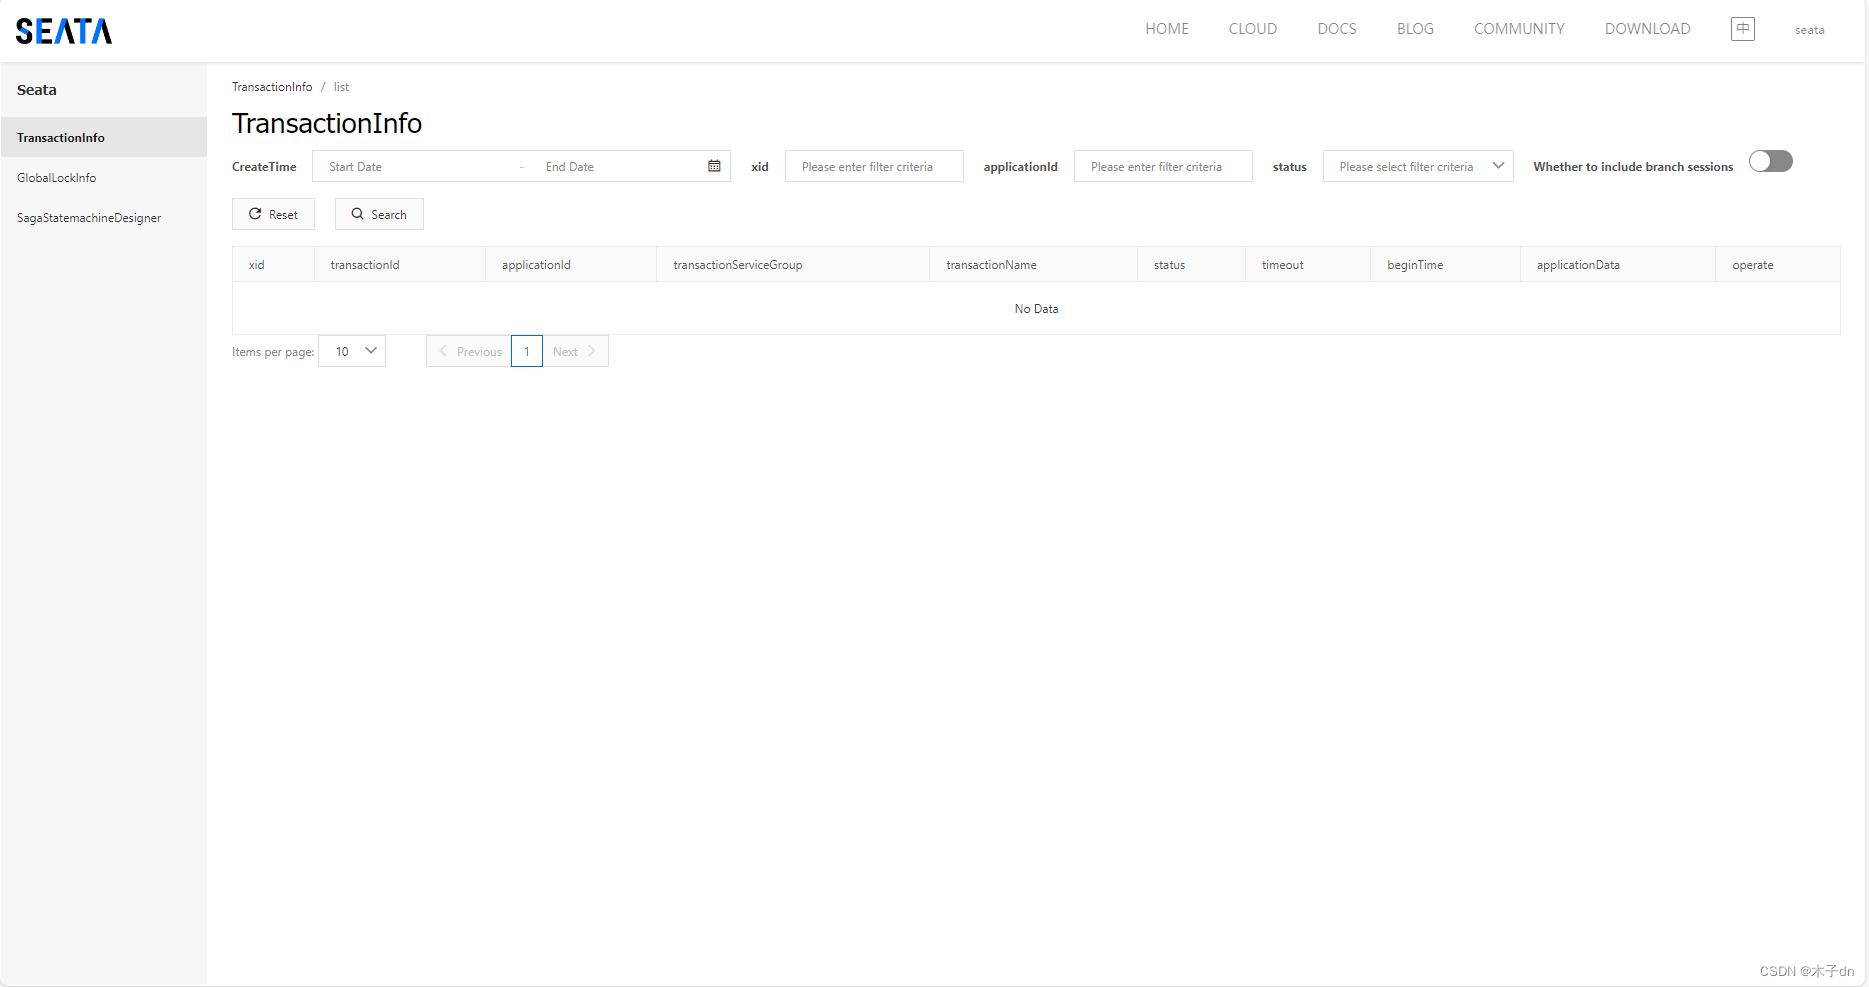 SEATA
HOME CLOUD DOCS BLOG COMMUNITY DOWNLOAD 中 seata
Seata
TransactionInfo
GlobalLockInfo
SagaStatemachineDesigner
TransactionInfo / list
TransactionInfo
CreateTime Start Date - End Date xid Please enter filter criteria applicationId Please enter filter criteria status Please select filter criteria Whether to include branch sessions
Reset Search
xid transactionId applicationId transactionServiceGroup transactionName status timeout beginTime applicationData operate
No Data
Items per page: 10 Previous 1 Next
CSDN @木子dn